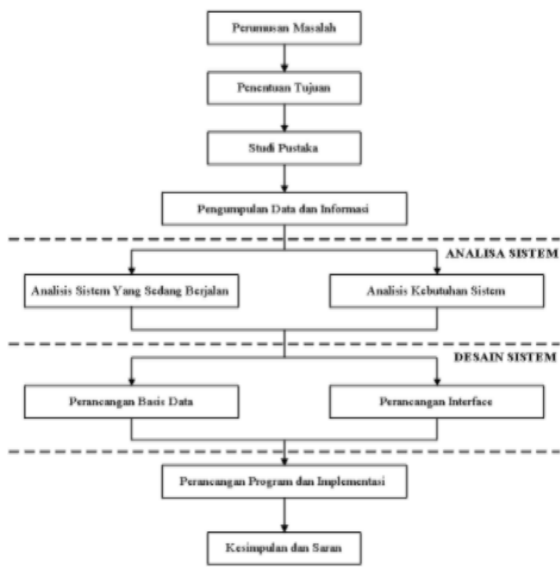 Perumusan Masalah
Penentuan Tujuan
Studi Pustaka
Pengumpulan Data dan Informasi
ANALISA SISTEM
Analisis Sistem Yang Sedang Berjalan
Analisis Kebutuhan Sistem
DESAIN SISTEM
Perancangan Basis Data
Perancangan Interface
Perancangan Program dan Implementasi
Kesimpulan dan Saran